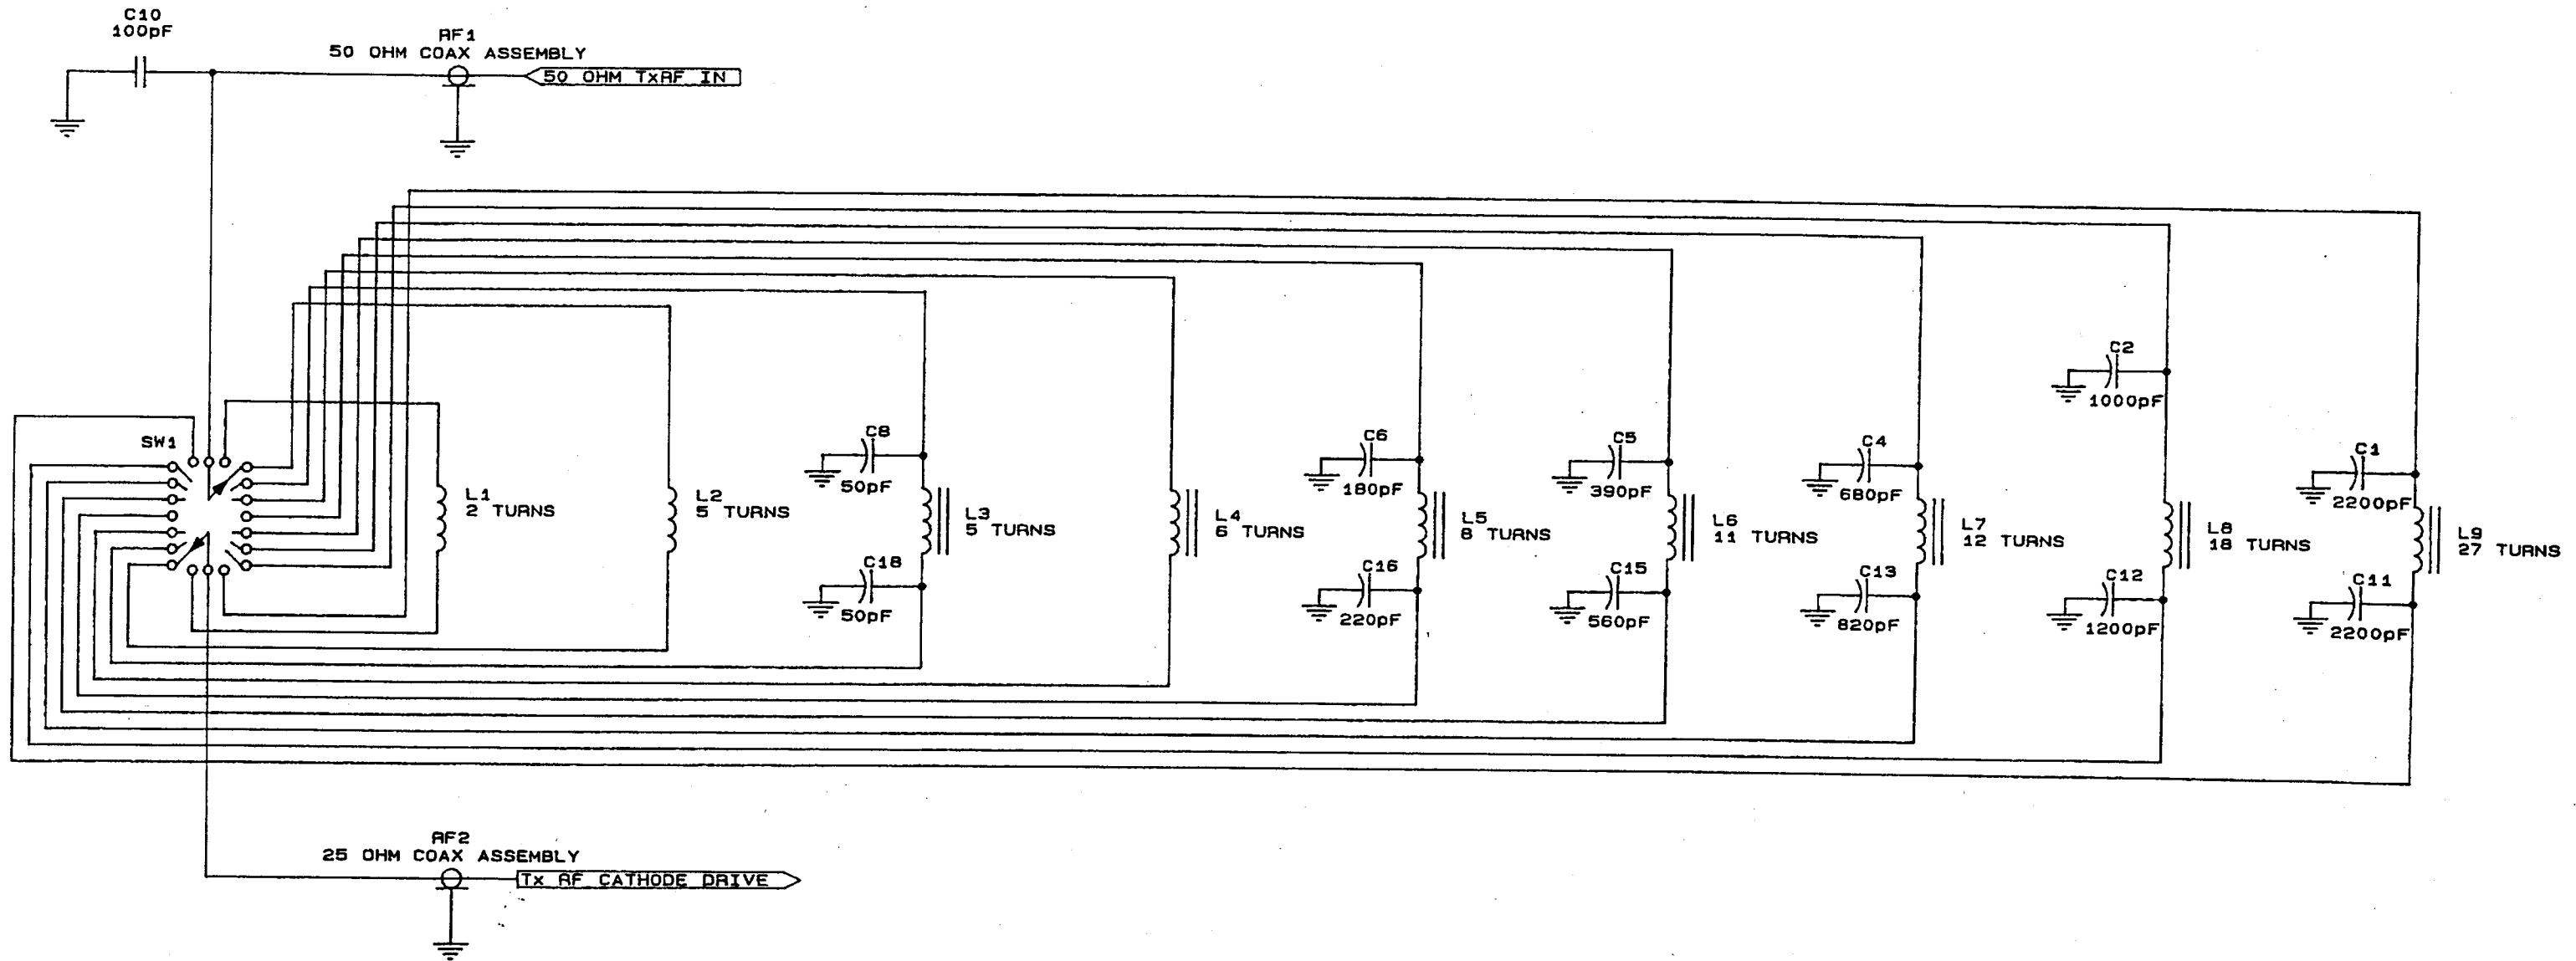 C10
100pF
RF1
50 OHM COAX ASSEMBLY
50 OHM TxRF IN
SW1
L1
2 TURNS
L2
5 TURNS
C8
50pF
L3
5 TURNS
C18
50pF
L4
6 TURNS
C6
180pF
L5
8 TURNS
C16
220pF
C5
390pF
L6
11 TURNS
C15
560pF
C4
680pF
L7
12 TURNS
C13
820pF
C2
1000pF
L8
18 TURNS
C12
1200pF
C1
2200pF
L9
27 TURNS
C11
2200pF
RF2
25 OHM COAX ASSEMBLY
Tx RF CATHODE DRIVE